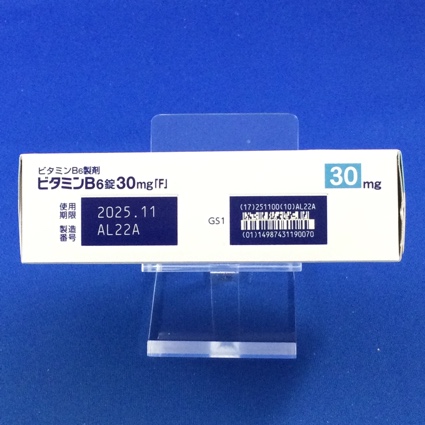 ビタミンB6製剤
ビタミンB6錠30mg「F」
30mg
使用期限 2025.11
製造番号 AL22A
GS1
(17)251100(10)AL22A
(01)14987431190070